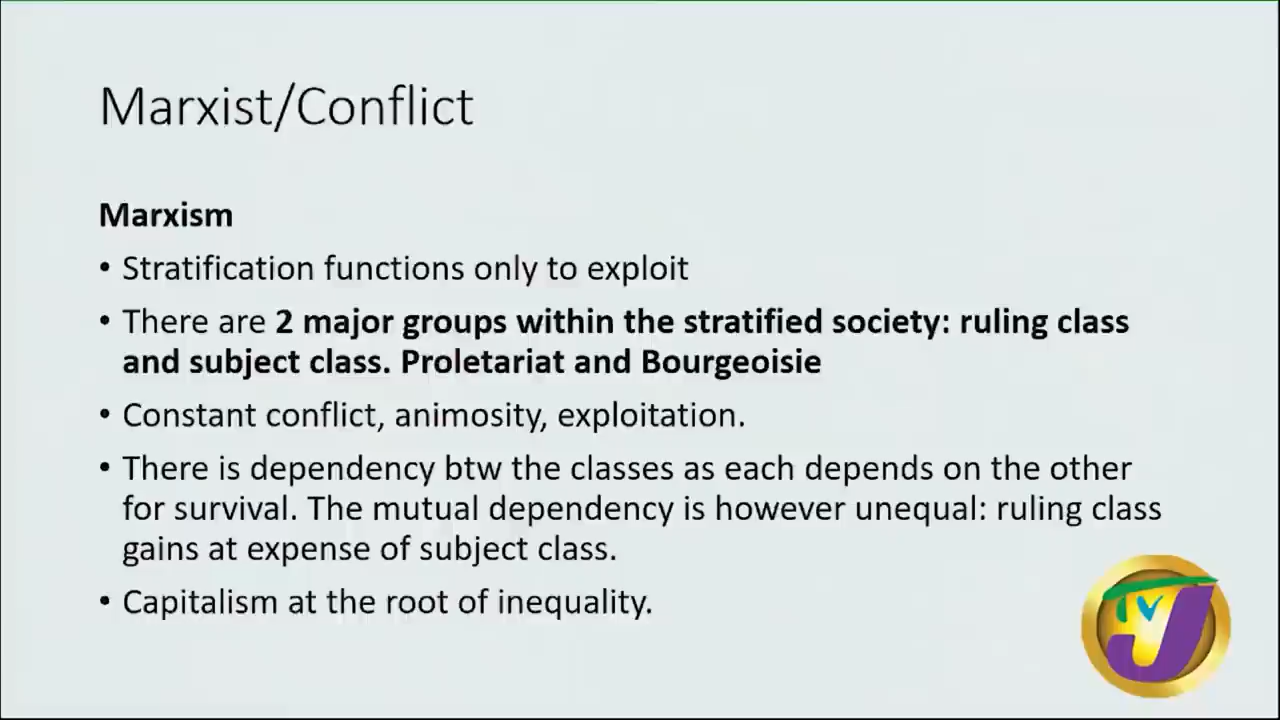 Marxist/Conflict
Marxism
• Stratification functions only to exploit
• There are 2 major groups within the stratified society: ruling class
and subject class. Proletariat and Bourgeoisie
• Constant conflict, animosity, exploitation.
• There is dependency btw the classes as each depends on the other
for survival. The mutual dependency is however unequal: ruling class
gains at expense of subject class.
• Capitalism at the root of inequality.
TVJ